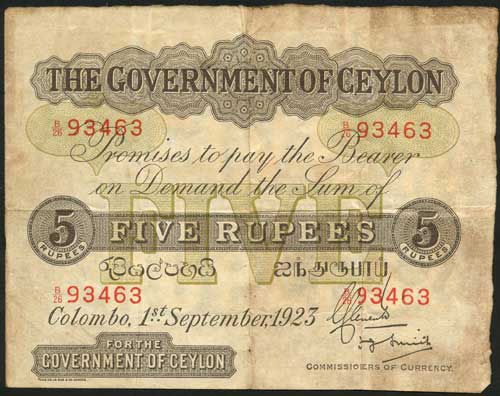 THE GOVERNMENT OF CEYLON
B/26 93463 B/26 93463
Promises to pay the Bearer
on Demand the Sum of
FIVE
5 RUPEES FIVE RUPEES 5 RUPEES
රුපියල්පහයි ஐந்துரூபாய்
B/26 93463 B/26 93463
Colombo, 1st September, 1923
FOR THE
GOVERNMENT OF CEYLON
COMMISSIONERS OF CURRENCY.